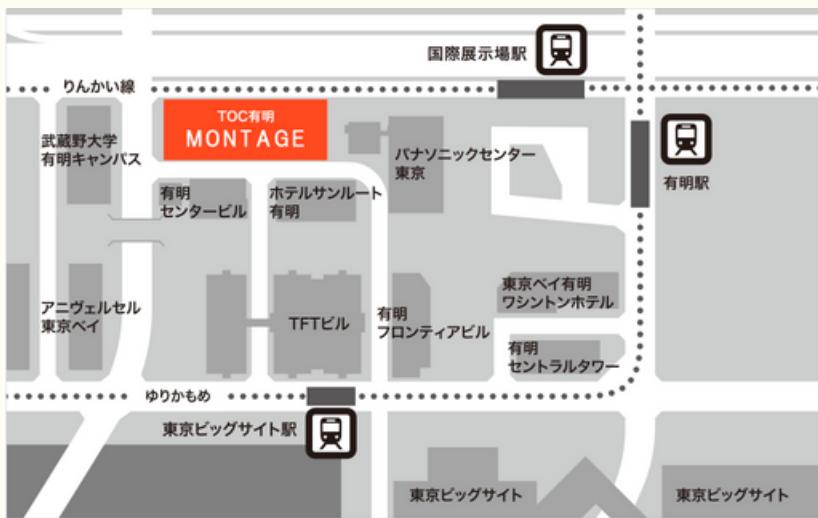 国際展示場駅
りんかい線
TOC有明
MONTAGE
武蔵野大学
有明キャンパス
パナソニックセンター
東京
有明駅
有明
センタービル
ホテルサンルート
有明
アニヴェルセル
東京ベイ
TFTビル
有明
フロンティアビル
東京ベイ有明
ワシントンホテル
有明
セントラルタワー
ゆりかもめ
東京ビッグサイト駅
東京ビッグサイト
東京ビッグサイト